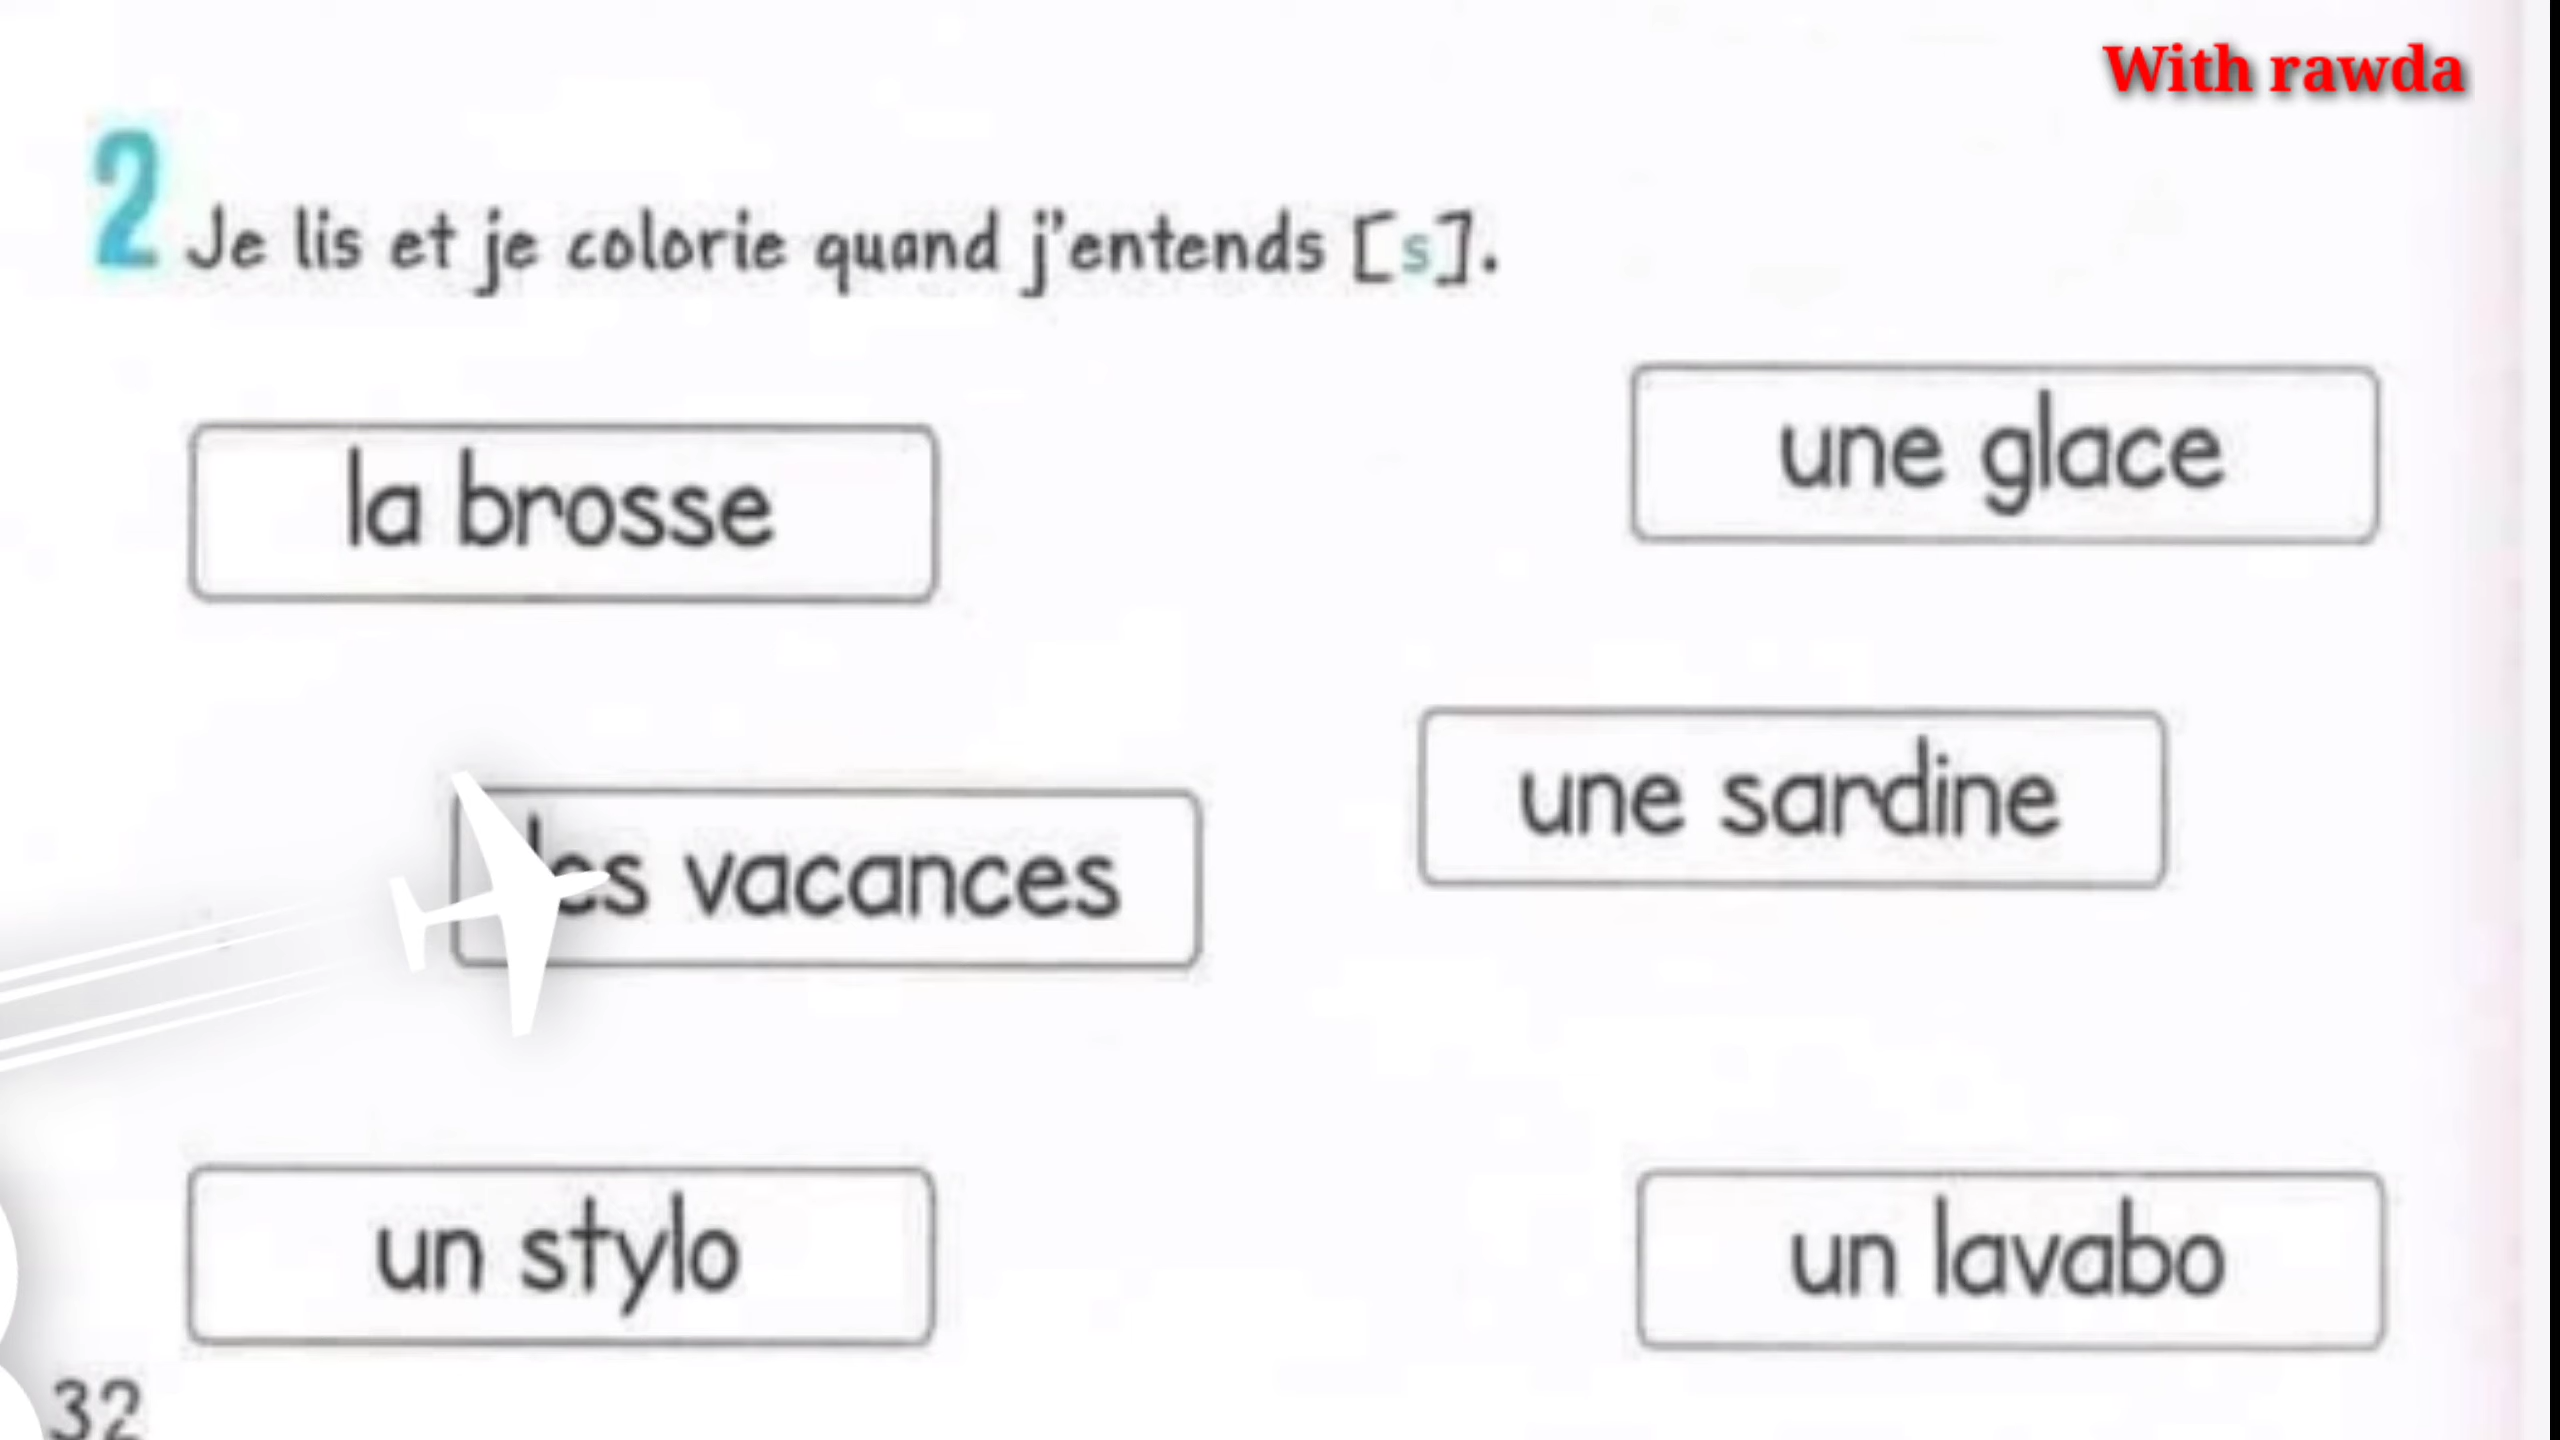 With rawda
2 Je lis et je colorie quand j'entends [s].
la brosse
une glace
les vacances
une sardine
un stylo
un lavabo
32